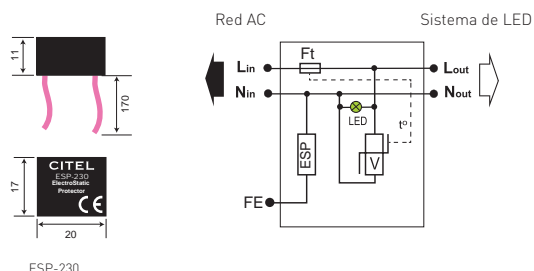 Red AC
Sistema de LED
11
170
17
20
CITEL
ESP-230
ElectroStatic
Protector
CE
ESP-230
Ft
Lin
Lout
Nin
Nout
LED
tº
ESP
V
FE